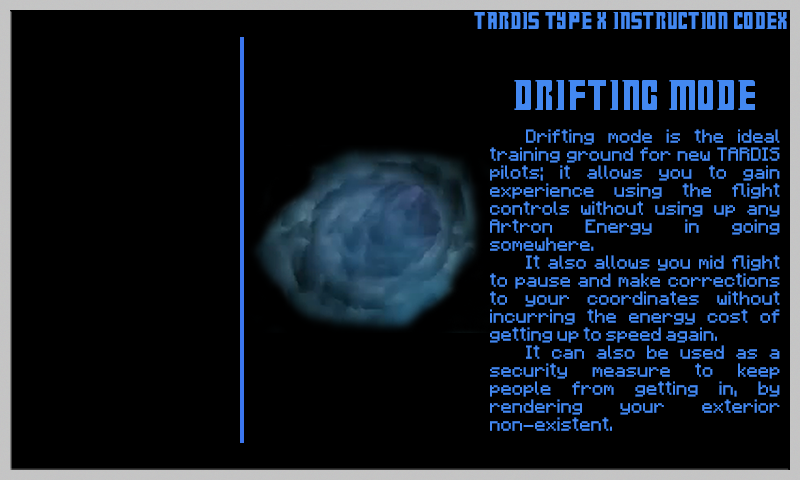 TARDIS TYPE X INSTRUCTION CODEX
DRIFTING MODE
Drifting mode is the ideal
training ground for new TARDIS
pilots; it allows you to gain
experience using the flight
controls without using up any
Artron Energy in going
somewhere.
It also allows you mid flight
to pause and make corrections
to your coordinates without
incurring the energy cost of
getting up to speed again.
It can also be used as a
security measure to keep
people from getting in, by
rendering your exterior
non-existent.